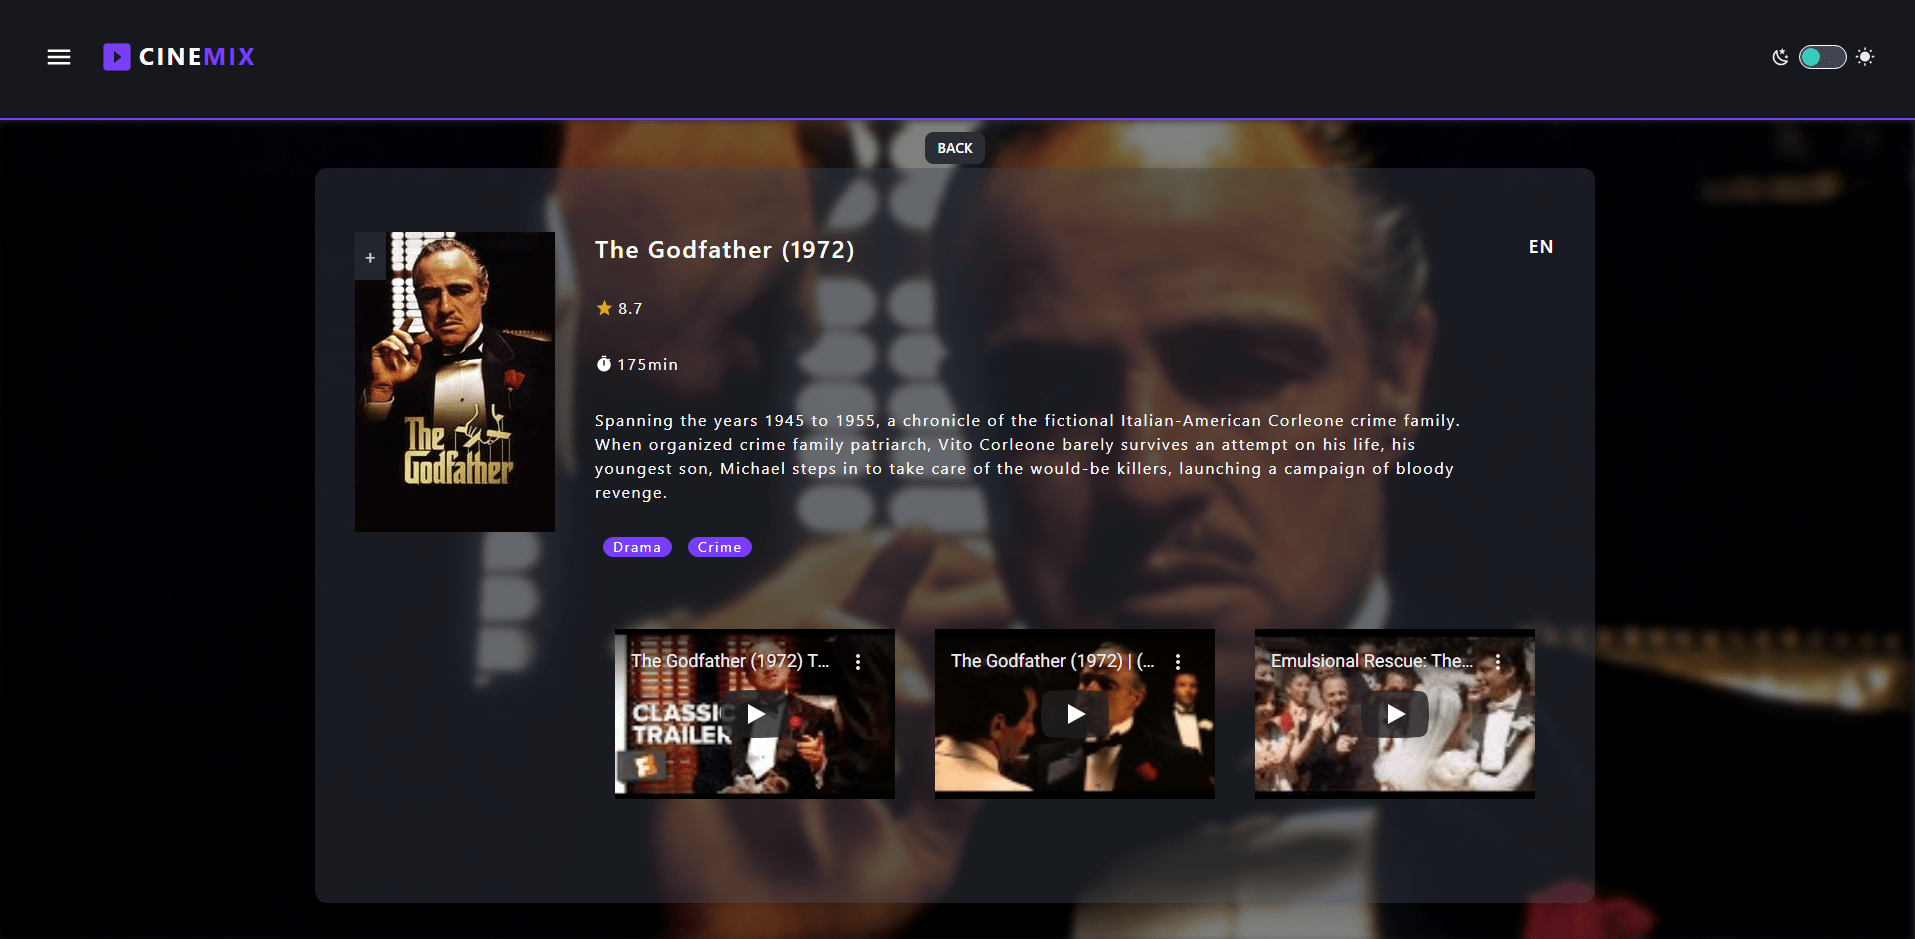 CINEMIX
BACK
+
The Godfather (1972)
EN
8.7
175min
The
Godfather
Spanning the years 1945 to 1955, a chronicle of the fictional Italian-American Corleone crime family.
When organized crime family patriarch, Vito Corleone barely survives an attempt on his life, his
youngest son, Michael steps in to take care of the would-be killers, launching a campaign of bloody
revenge.
Drama Crime
The Godfather (1972) T...
CLASSIC
TRAILER
The Godfather (1972) | (...
Emulsional Rescue: The...